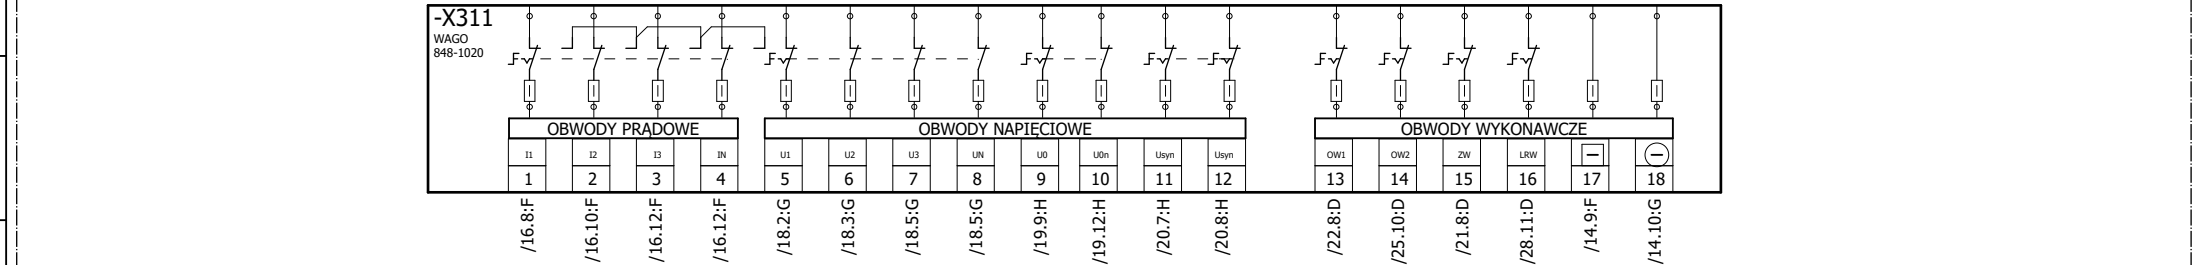 -X311
WAGO
848-1020
OBWODY PRĄDOWE OBWODY NAPIĘCIOWE OBWODY WYKONAWCZE
I1 I2 I3 IN U1 U2 U3 UN U0 U0n Usyn Usyn OW1 OW2 ZW LRW
1 2 3 4 5 6 7 8 9 10 11 12 13 14 15 16 17 18
/16.8:F /16.10:F /16.12:F /16.12:F /18.2:G /18.3:G /18.5:G /18.5:G /19.9:H /19.12:H /20.7:H /20.8:H /22.8:D /25.10:D /21.8:D /28.11:D /14.9:F /14.10:G